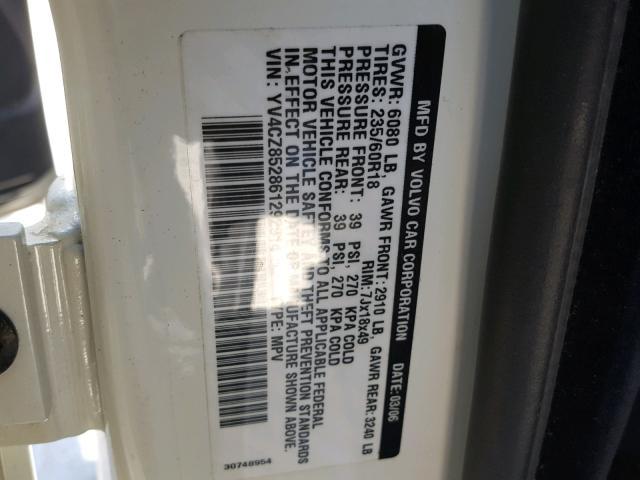 MFD BY VOLVO CAR CORPORATION DATE: 03/06
GVWR: 6080 LB, GAWR FRONT: 2910 LB, GAWR REAR: 3240 LB
TIRES: 235/60R18 RIM: 7Jx18x49
PRESSURE FRONT: 39 PSI, 270 KPA COLD
PRESSURE REAR: 39 PSI, 270 KPA COLD
THIS VEHICLE CONFORMS TO ALL APPLICABLE FEDERAL
MOTOR VEHICLE SAFETY AND THEFT PREVENTION STANDARDS
IN EFFECT ON THE DATE OF MANUFACTURE SHOWN ABOVE.
VIN: TYPE: MPV
30748954